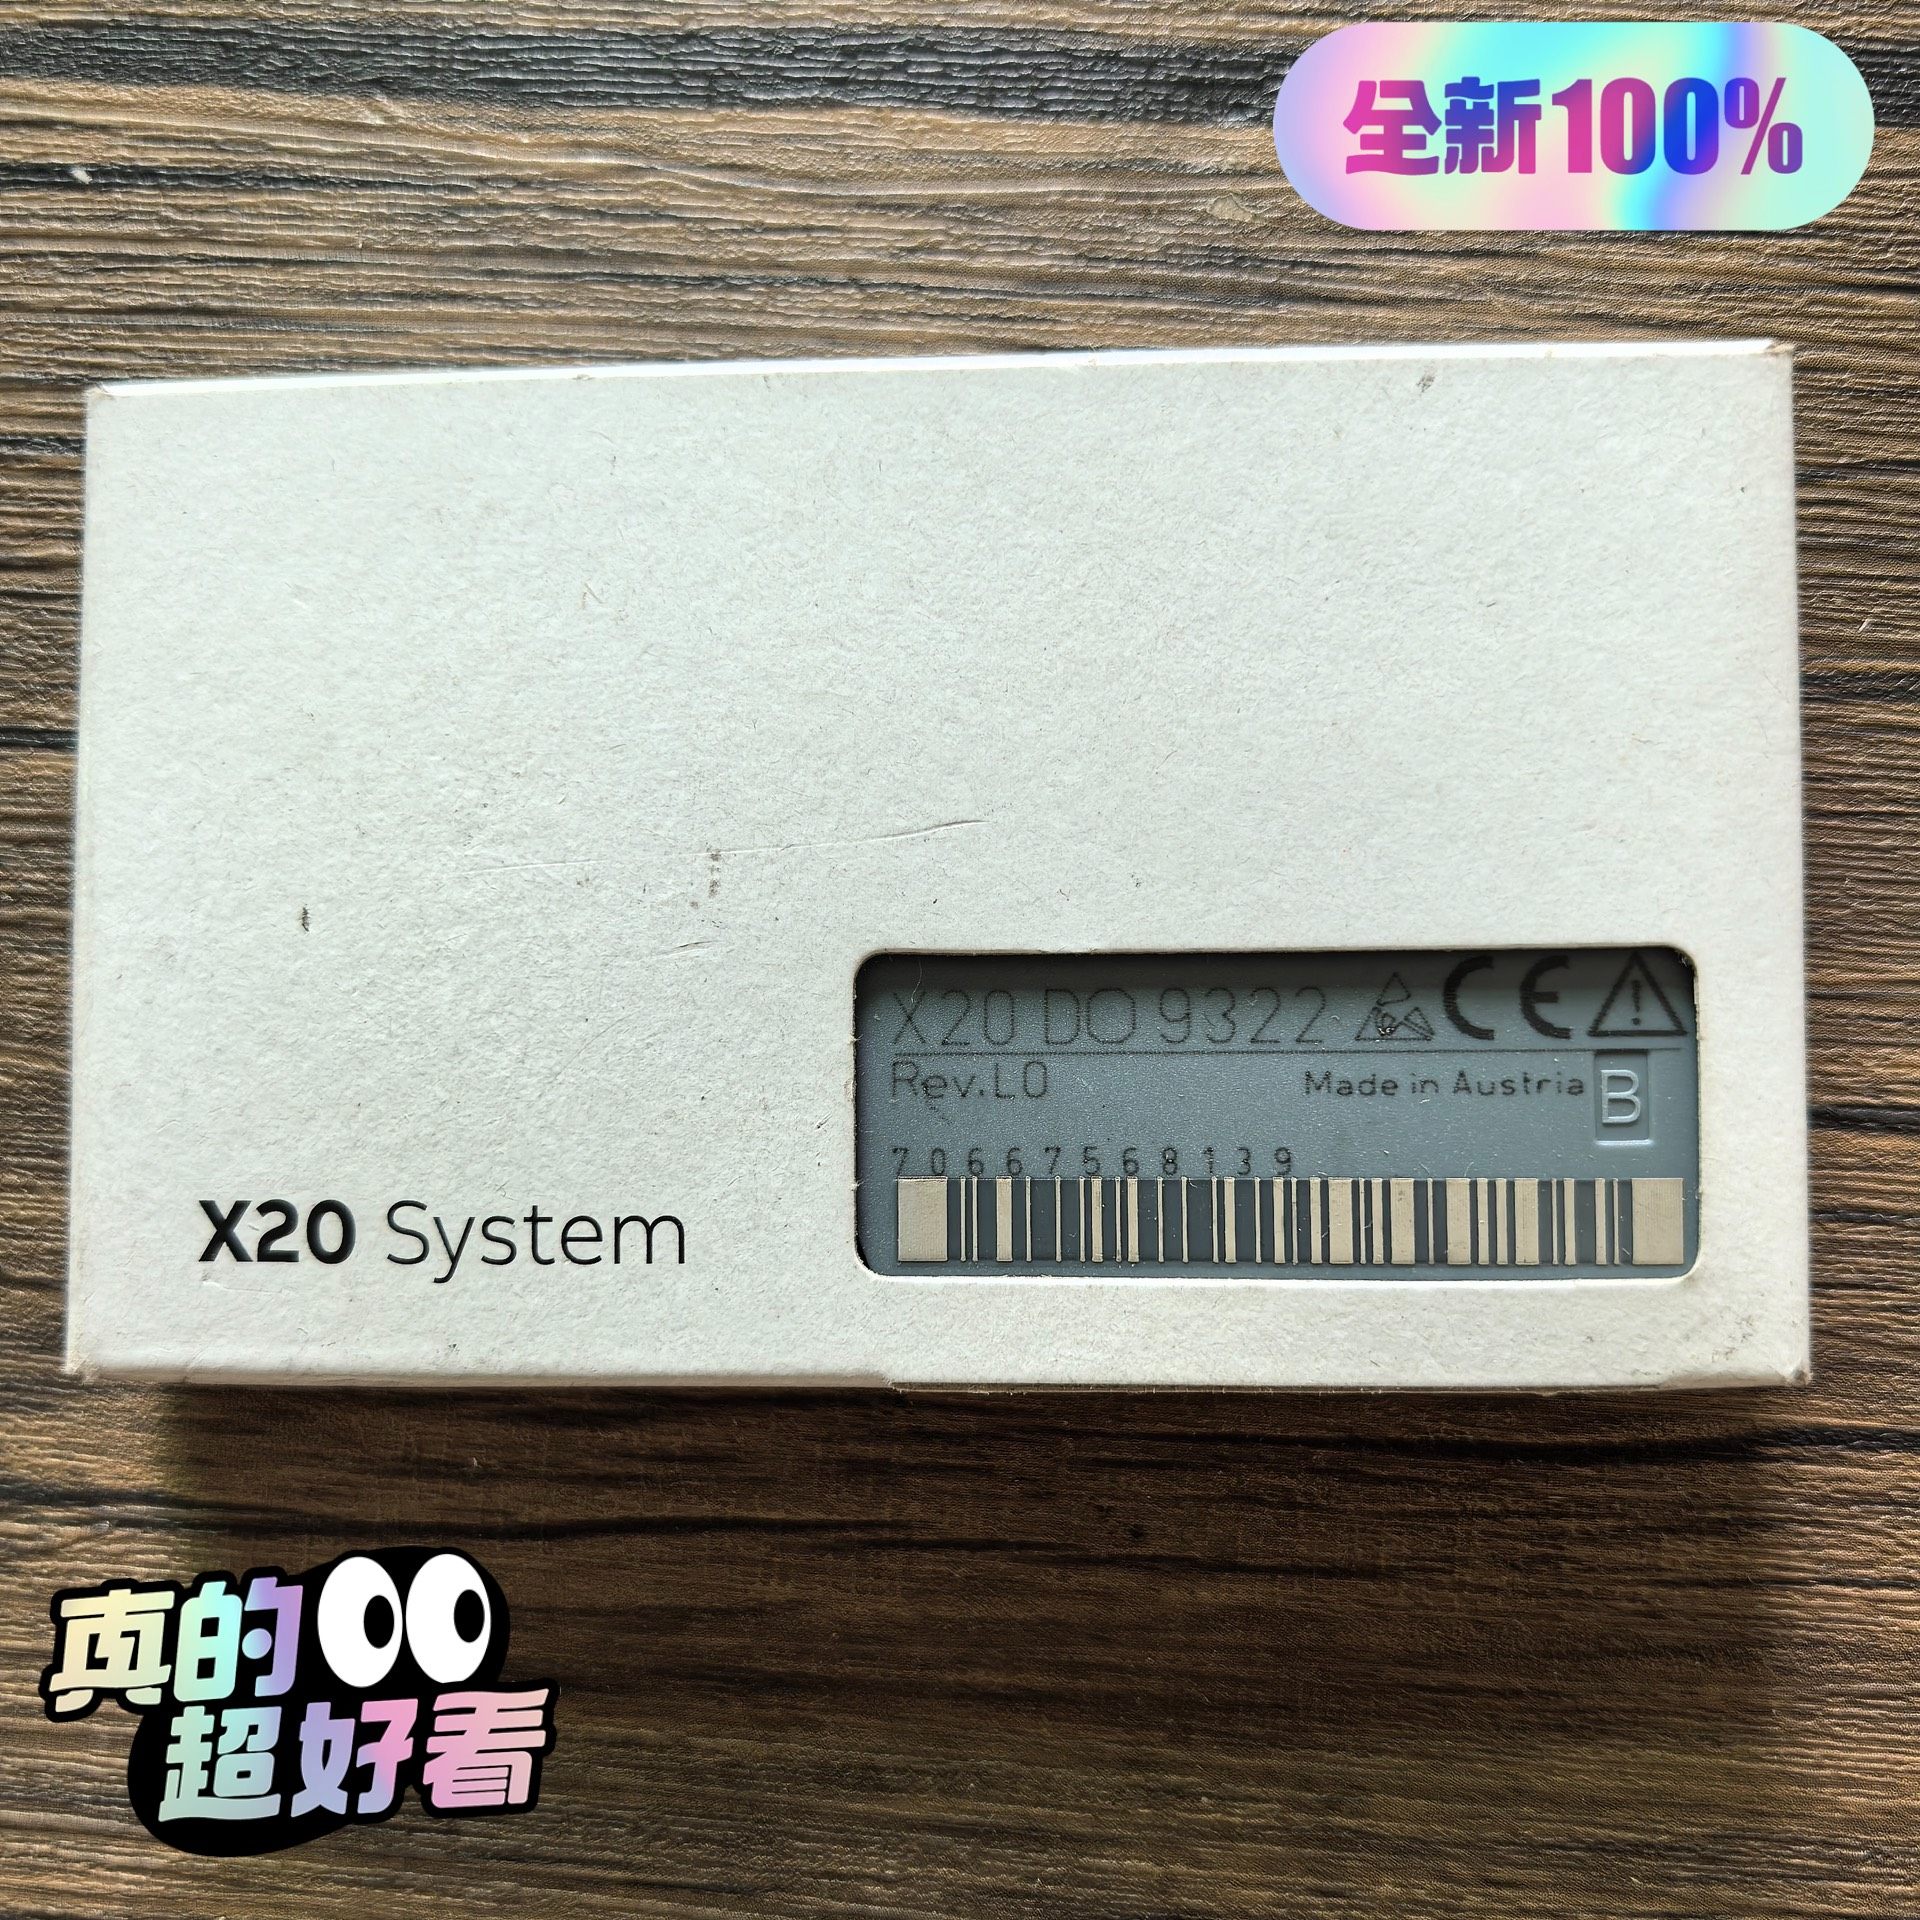 全新100%
X20 DO 9322 CE
Rev.L0 Made in Austria B
70667568139
X20 System
真的
超好看